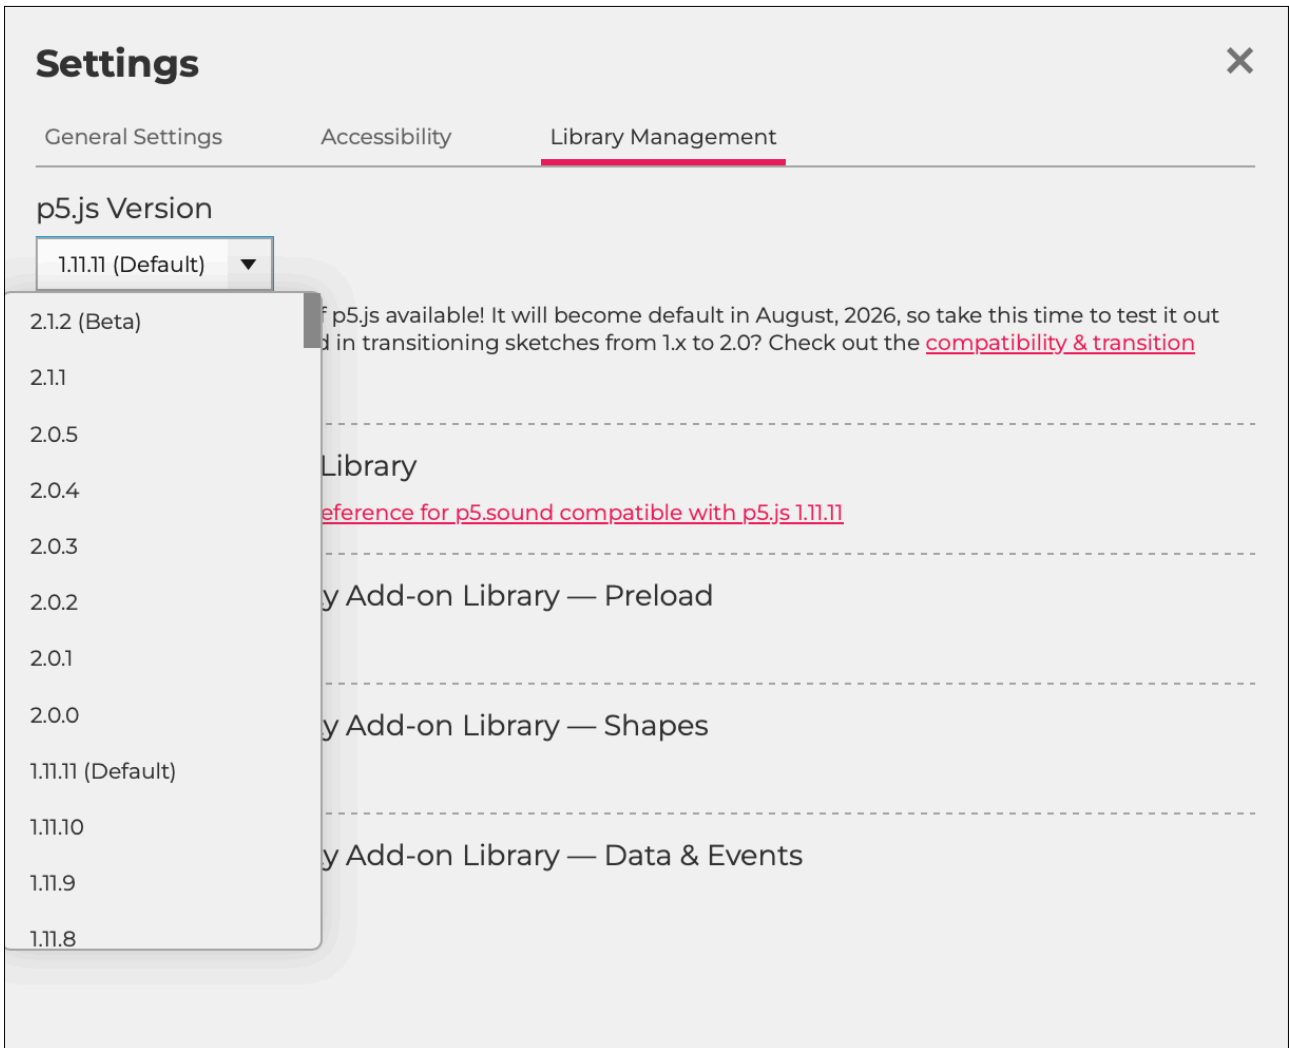 Settings
General Settings
Accessibility
Library Management
p5.js Version
1.11.11 (Default)
2.1.2 (Beta)
2.1.1
2.0.5
2.0.4
2.0.3
2.0.2
2.0.1
2.0.0
1.11.11 (Default)
1.11.10
1.11.9
1.11.8
p5.js available! It will become default in August, 2026, so take this time to test it out
in transitioning sketches from 1.x to 2.0? Check out the compatibility & transition
Library
eference for p5.sound compatible with p5.js 1.11.11
y Add-on Library — Preload
y Add-on Library — Shapes
y Add-on Library — Data & Events